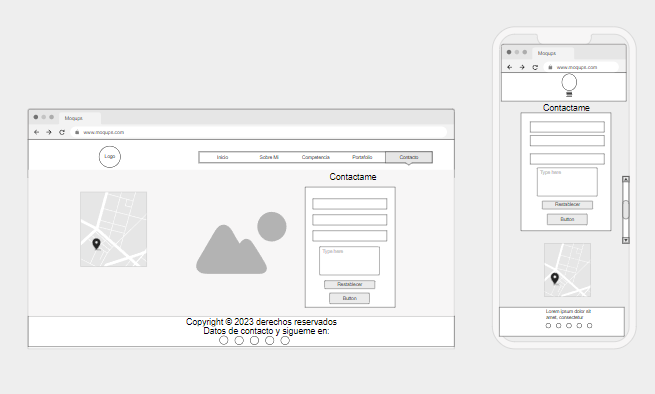 Moqups
www.moqups.com
Logo
Inicio
Sobre Mi
Competencia
Portafolio
Contacto
Contactame
Type here
Restablecer
Button
Copyright © 2023 derechos reservados
Datos de contacto y sigueme en:
Moqups
www.moqups.com
Contactame
Type here
Restablecer
Button
Lorem ipsum dolor sit
amet, consectetur